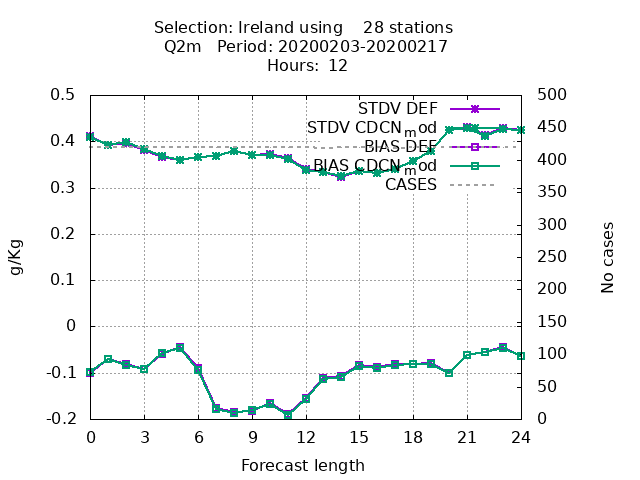 Selection: Ireland using    28 stations
Q2m   Period: 20200203-20200217
Hours: 12
0.5 500
STDV DEF
STDV CDCNmod 450
0.4
BIAS DEF 400
BIAS CDCNmod
0.3 CASES 350
300
0.2
250
0.1 200
0 150
100
-0.1
50
-0.2 0
0 3 6 9 12 15 18 21 24
Forecast length
g/Kg
No cases